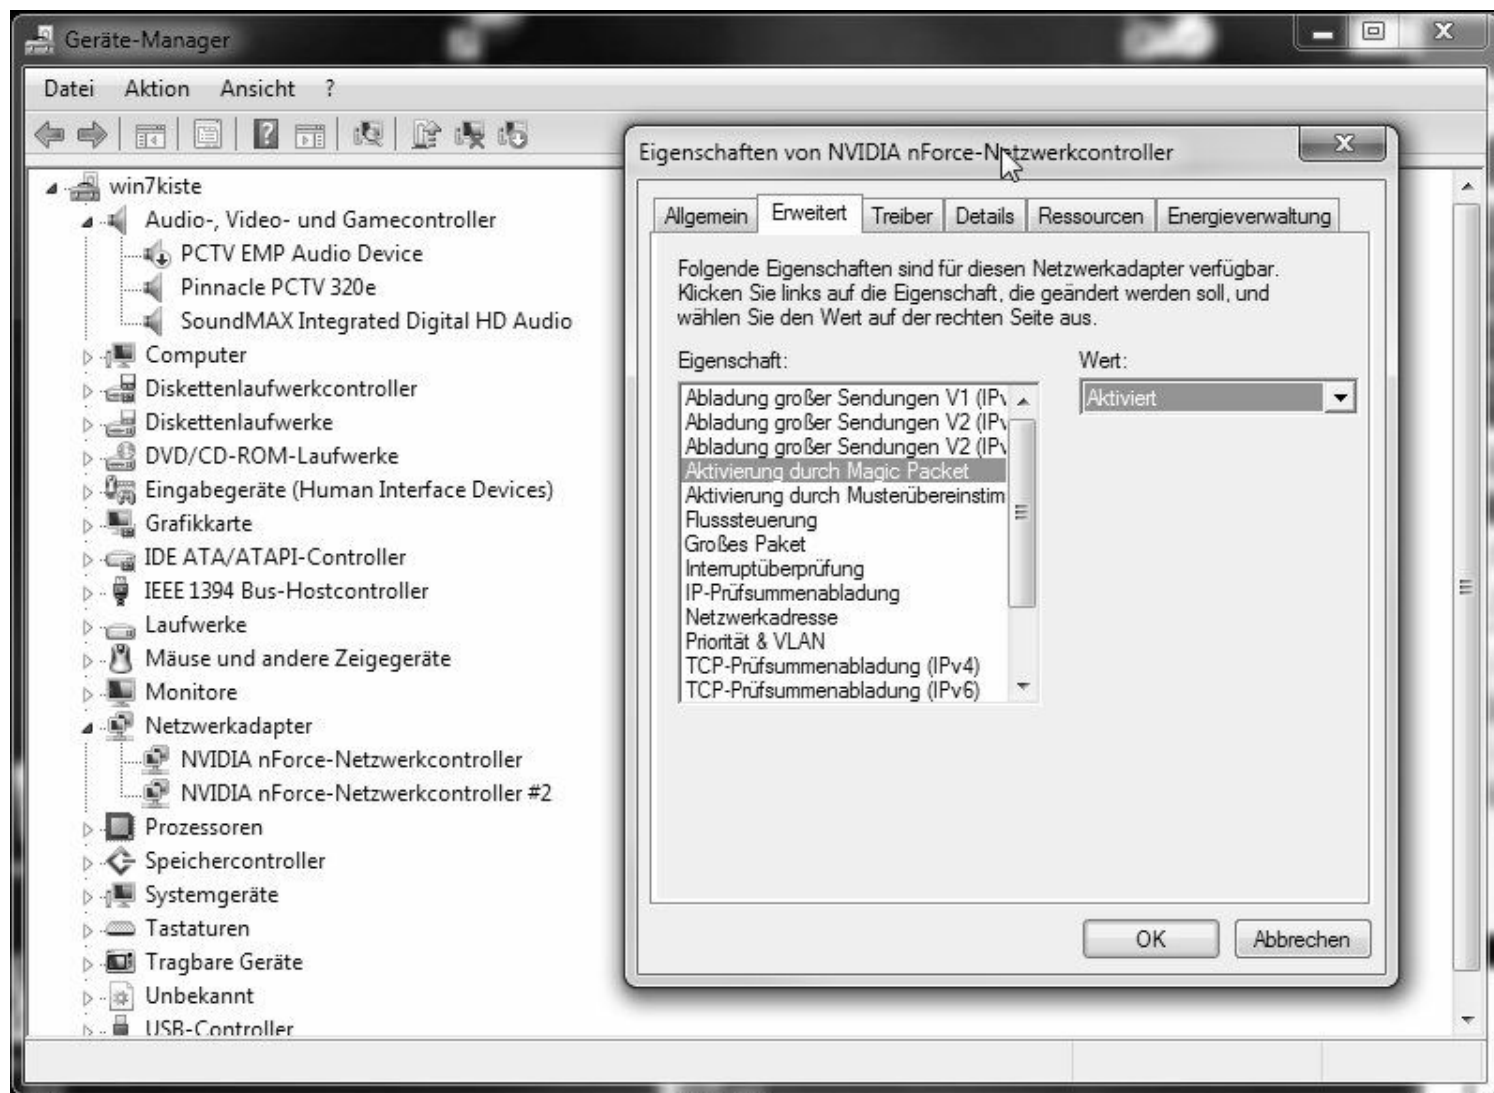 Geräte-Manager
Datei Aktion Ansicht ?
win7kiste
Audio-, Video- und Gamecontroller
PCTV EMP Audio Device
Pinnacle PCTV 320e
SoundMAX Integrated Digital HD Audio
Computer
Diskettenlaufwerkcontroller
Diskettenlaufwerke
DVD/CD-ROM-Laufwerke
Eingabegeräte (Human Interface Devices)
Grafikkarte
IDE ATA/ATAPI-Controller
IEEE 1394 Bus-Hostcontroller
Laufwerke
Mäuse und andere Zeigegeräte
Monitore
Netzwerkadapter
NVIDIA nForce-Netzwerkcontroller
NVIDIA nForce-Netzwerkcontroller #2
Prozessoren
Speichercontroller
Systemgeräte
Tastaturen
Tragbare Geräte
Unbekannt
USB-Controller
Eigenschaften von NVIDIA nForce-Netzwerkcontroller
Allgemein Erweitert Treiber Details Ressourcen Energieverwaltung
Folgende Eigenschaften sind für diesen Netzwerkadapter verfügbar.
Klicken Sie links auf die Eigenschaft, die geändert werden soll, und
wählen Sie den Wert auf der rechten Seite aus.
Eigenschaft:
Abladung großer Sendungen V1 (IPv
Abladung großer Sendungen V2 (IPv
Abladung großer Sendungen V2 (IPv
Aktivierung durch Magic Packet
Aktivierung durch Musterübereinstim
Flusssteuerung
Großes Paket
Interruptüberprüfung
IP-Prüfsummenabladung
Netzwerkadresse
Priorität & VLAN
TCP-Prüfsummenabladung (IPv4)
TCP-Prüfsummenabladung (IPv6)
Wert:
Aktiviert
OK Abbrechen